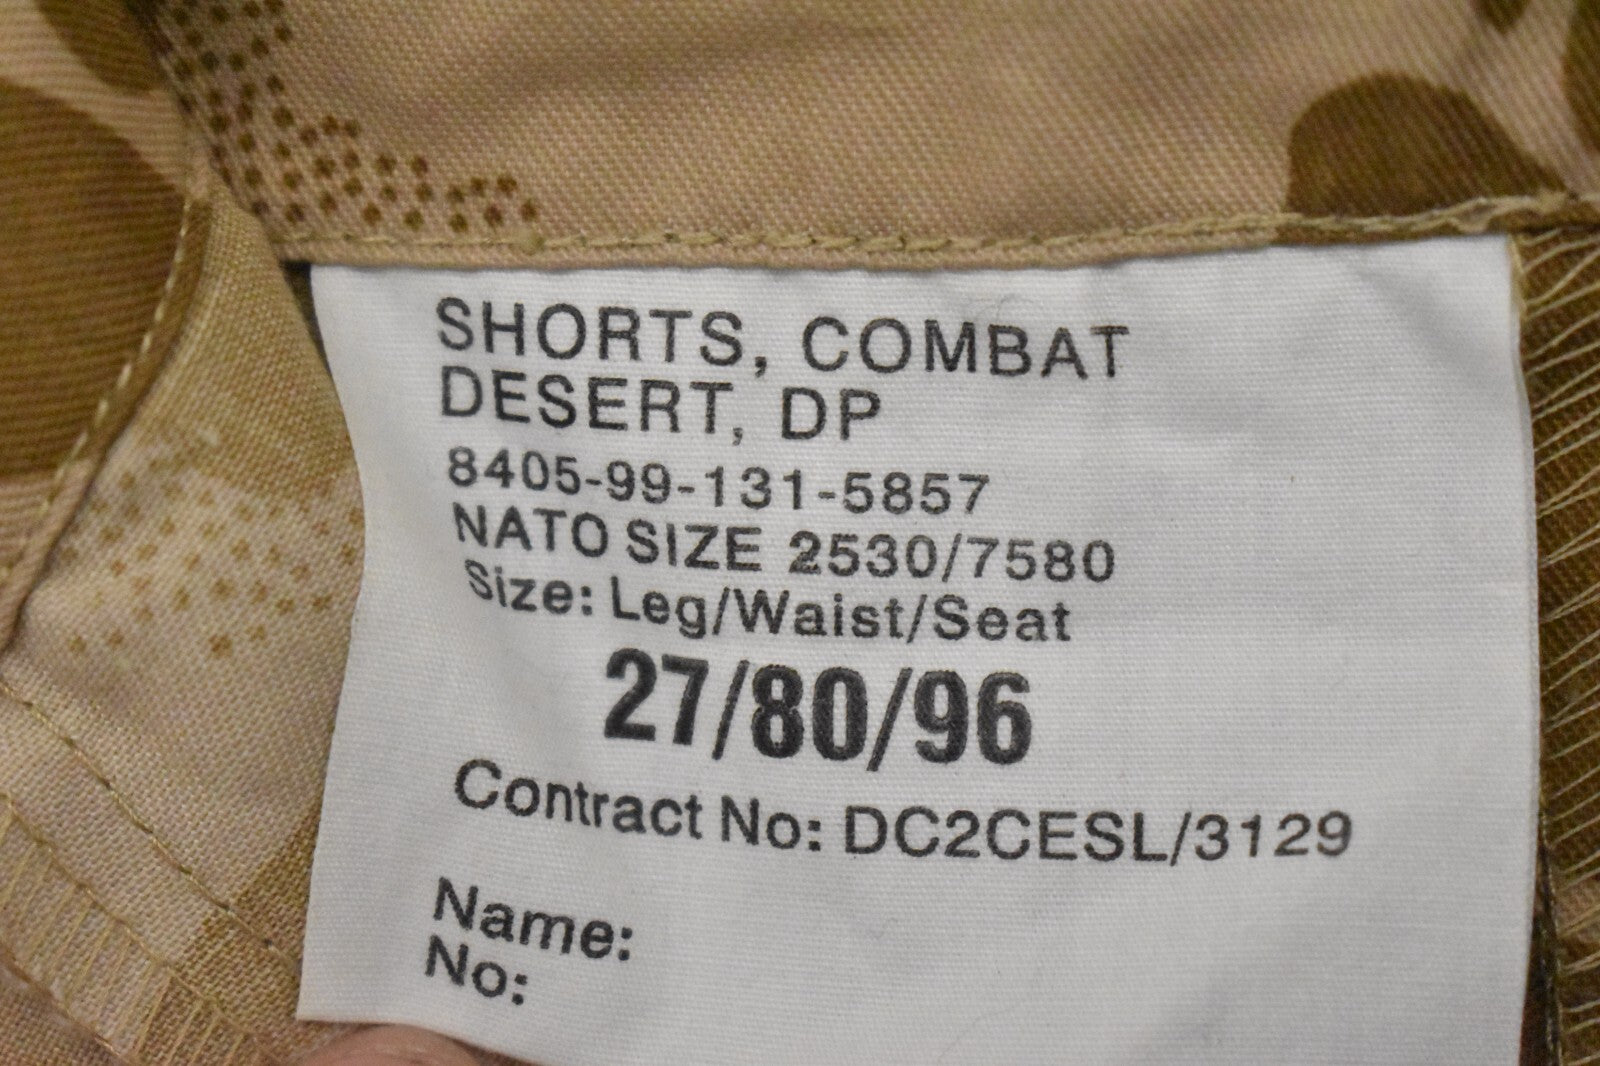 SHORTS, COMBAT
DESERT, DP
8405-99-131-5857
NATO SIZE 2530/7580
Size: Leg/Waist/Seat
27/80/96
Contract No: DC2CESL/3129
Name:
No: